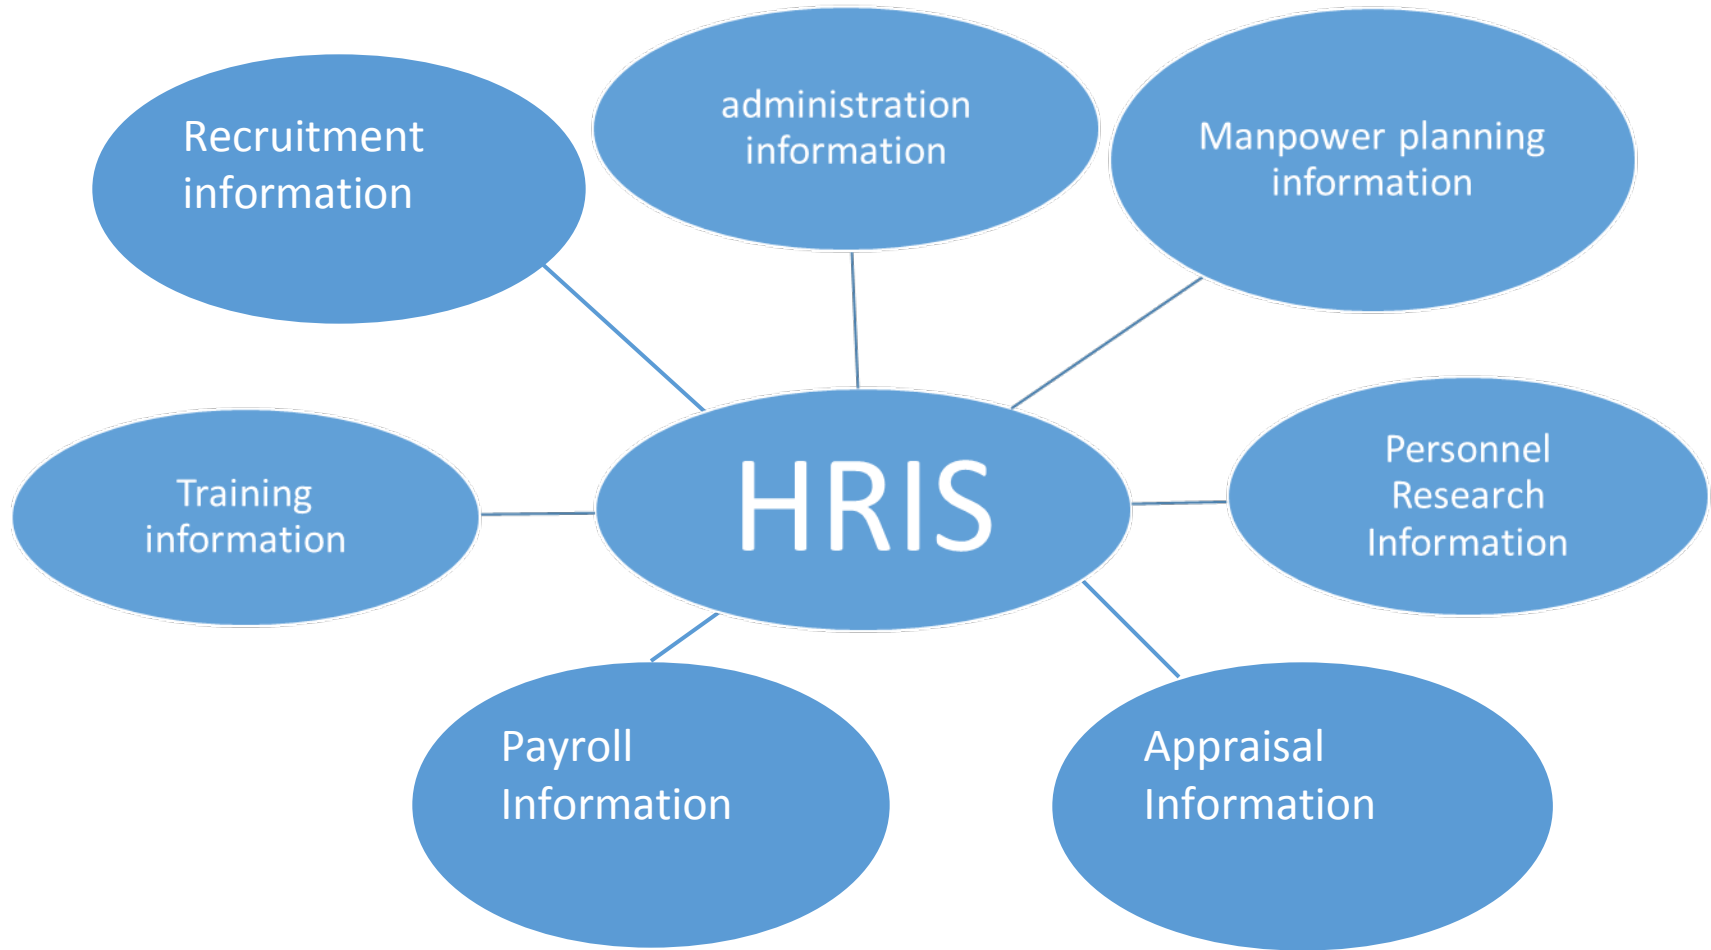 Recruitment
information
administration
information
Manpower planning
information
Training
information
HRIS
Personnel
Research
Information
Payroll
Information
Appraisal
Information